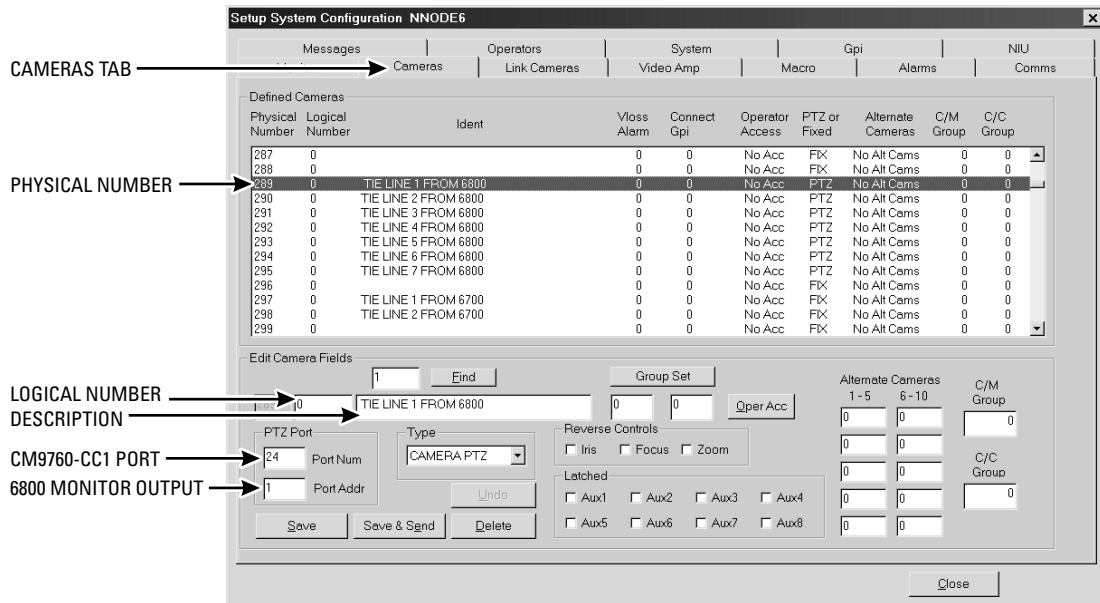 Setup System Configuration NNODE6
Messages Operators System Gpi NIU
CAMERAS TAB Cameras Link Cameras Video Amp Macro Alarms Comms
Defined Cameras
Physical Number Logical Number Ident Vloss Alarm Connect Gpi Operator Access PTZ or Fixed Alternate Cameras C/M Group C/C Group
287 0 0 0 No Acc FIX No Alt Cams 0 0
288 0 0 0 No Acc FIX No Alt Cams 0 0
PHYSICAL NUMBER 289 0 TIE LINE 1 FROM 6800 0 0 No Acc PTZ No Alt Cams 0 0
290 0 TIE LINE 2 FROM 6800 0 0 No Acc PTZ No Alt Cams 0 0
291 0 TIE LINE 3 FROM 6800 0 0 No Acc PTZ No Alt Cams 0 0
292 0 TIE LINE 4 FROM 6800 0 0 No Acc PTZ No Alt Cams 0 0
293 0 TIE LINE 5 FROM 6800 0 0 No Acc PTZ No Alt Cams 0 0
294 0 TIE LINE 6 FROM 6800 0 0 No Acc PTZ No Alt Cams 0 0
295 0 TIE LINE 7 FROM 6800 0 0 No Acc PTZ No Alt Cams 0 0
296 0 0 0 No Acc FIX No Alt Cams 0 0
297 0 TIE LINE 1 FROM 6700 0 0 No Acc FIX No Alt Cams 0 0
298 0 TIE LINE 2 FROM 6700 0 0 No Acc FIX No Alt Cams 0 0
299 0 0 0 No Acc FIX No Alt Cams 0 0
Edit Camera Fields
1 Find Group Set Alternate Cameras C/M Group
1 - 5 6 - 10
LOGICAL NUMBER 0 TIE LINE 1 FROM 6800 0 0 Oper Acc 0 0 0
DESCRIPTION
PTZ Port Type Reverse Controls
CM9760-CC1 PORT 24 Port Num CAMERA PTZ Iris Focus Zoom 0 0 C/C Group
6800 MONITOR OUTPUT 1 Port Addr Undo Latched 0 0 0
Aux1 Aux2 Aux3 Aux4 0 0
Save Save & Send Delete Aux5 Aux6 Aux7 Aux8 0 0
Close